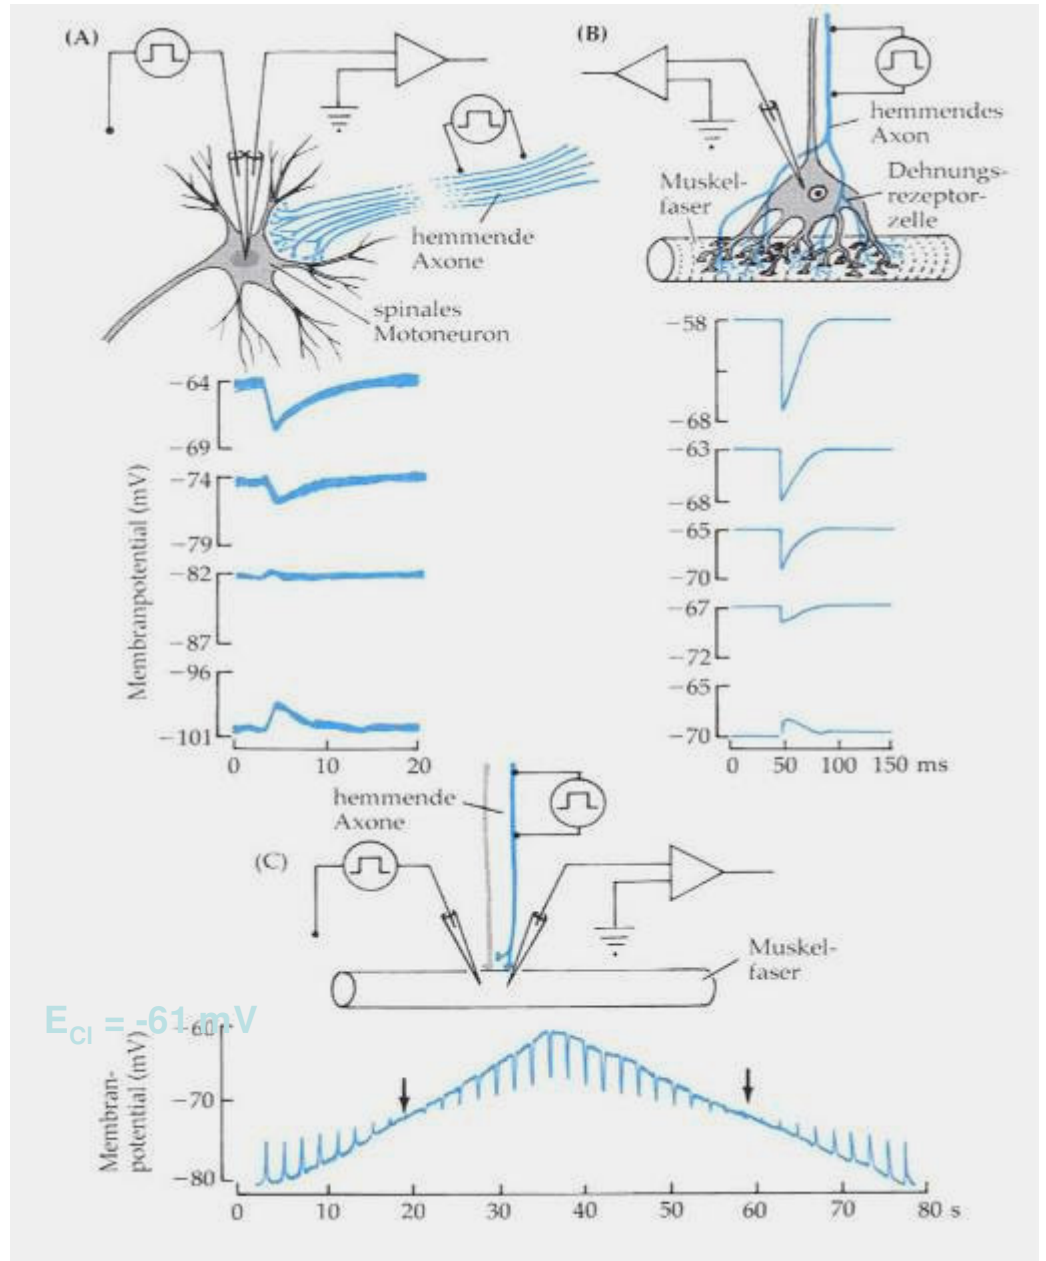 (A)
hemmende
Axone
spinales
Motoneuron
Membranpotential (mV)
−64
−69
−74
−79
−82
−87
−96
−101
0 10 20
(B)
hemmendes
Axon
Dehnungs-
rezeptor-
zelle
Muskel-
faser
−58
−68
−63
−68
−65
−70
−67
−72
−65
−70
0 50 100 150 ms
(C)
hemmende
Axone
Muskel-
faser
E_Cl = -61 mV
Membran-
potential (mV)
−60
−70
−80
0 10 20 30 40 50 60 70 80 s